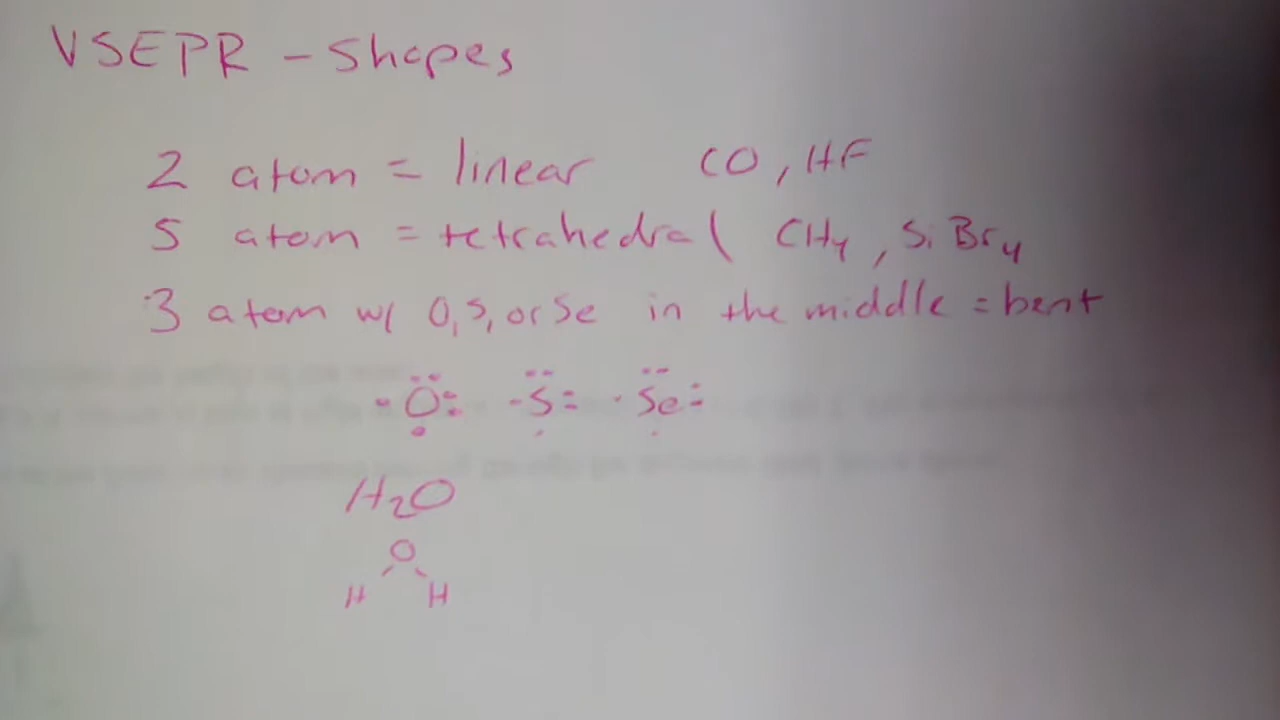 VSEPR - Shapes
2 atom = linear CO, HF
5 atom = tetrahedral CH4, SiBr4
3 atom w/ O, S, or Se in the middle = bent
O S Se
H2O
O
H H